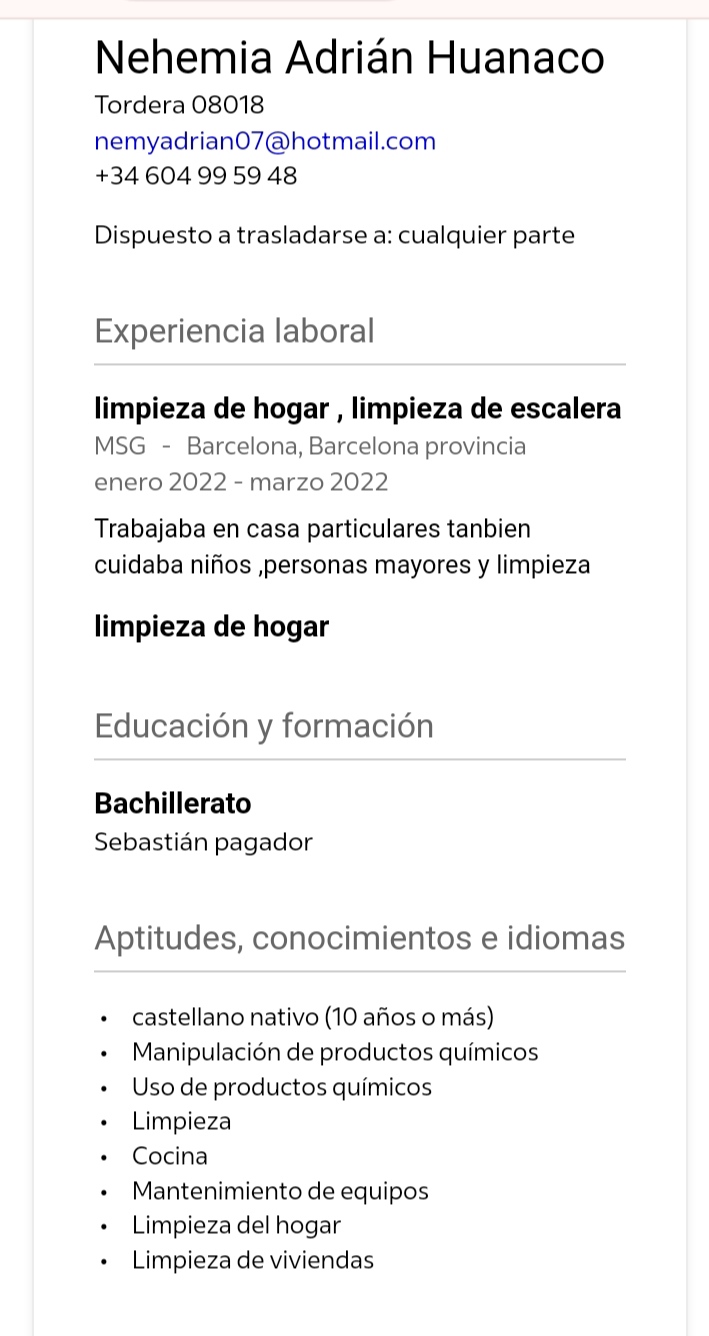 Nehemia Adrián Huanaco
Tordera 08018
nemyadrian07@hotmail.com
+34 604 99 59 48
Dispuesto a trasladarse a: cualquier parte
Experiencia laboral
limpieza de hogar , limpieza de escalera
MSG - Barcelona, Barcelona provincia
enero 2022 - marzo 2022
Trabajaba en casa particulares tanbien
cuidaba niños ,personas mayores y limpieza
limpieza de hogar
Educación y formación
Bachillerato
Sebastián pagador
Aptitudes, conocimientos e idiomas
• castellano nativo (10 años o más)
• Manipulación de productos químicos
• Uso de productos químicos
• Limpieza
• Cocina
• Mantenimiento de equipos
• Limpieza del hogar
• Limpieza de viviendas